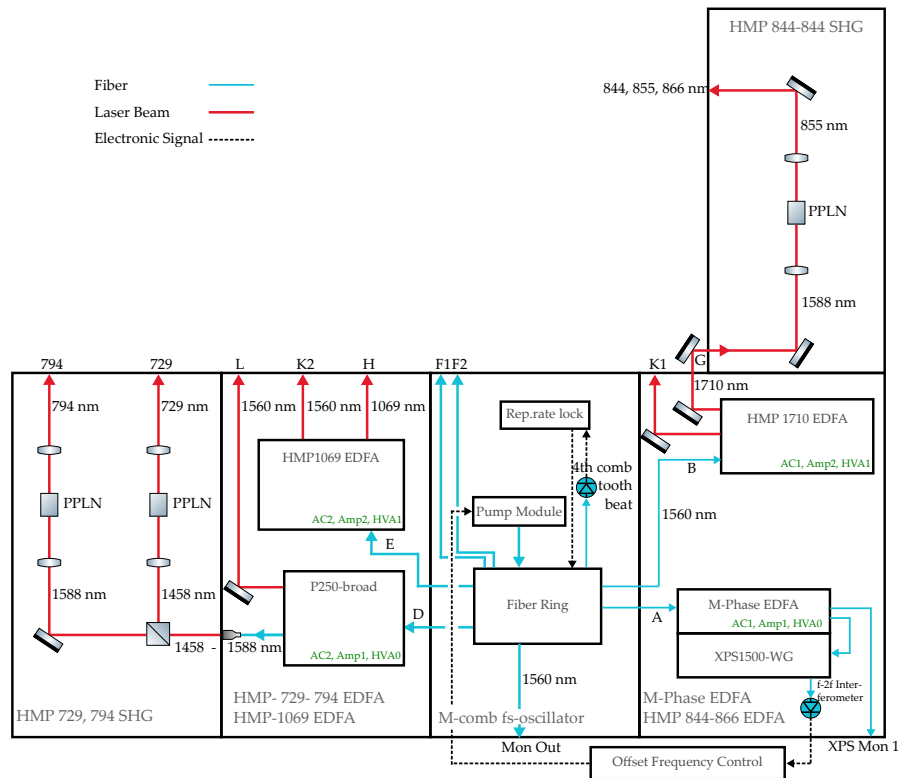 HMP 844-844 SHG
Fiber
Laser Beam
Electronic Signal
844, 855, 866 nm
855 nm
PPLN
1588 nm
G
1710 nm
794
729
L
K2
H
F1
F2
K1
794 nm
729 nm
1560 nm
1560 nm
1069 nm
Rep.rate lock
HMP 1710 EDFA
AC1, Amp2, HVA1
HMP1069 EDFA
AC2, Amp2, HVA1
4th comb
tooth
beat
B
PPLN
PPLN
Pump Module
1560 nm
E
1588 nm
1458 nm
P250-broad
AC2, Amp1, HVA0
D
Fiber Ring
A
M-Phase EDFA
AC1, Amp1, HVA0
XPS1500-WG
1458 - 1588 nm
1560 nm
f-2f Inter-
ferometer
HMP 729, 794 SHG
HMP- 729- 794 EDFA
HMP-1069 EDFA
M-comb fs-oscillator
M-Phase EDFA
HMP 844-866 EDFA
Mon Out
XPS Mon 1
Offset Frequency Control